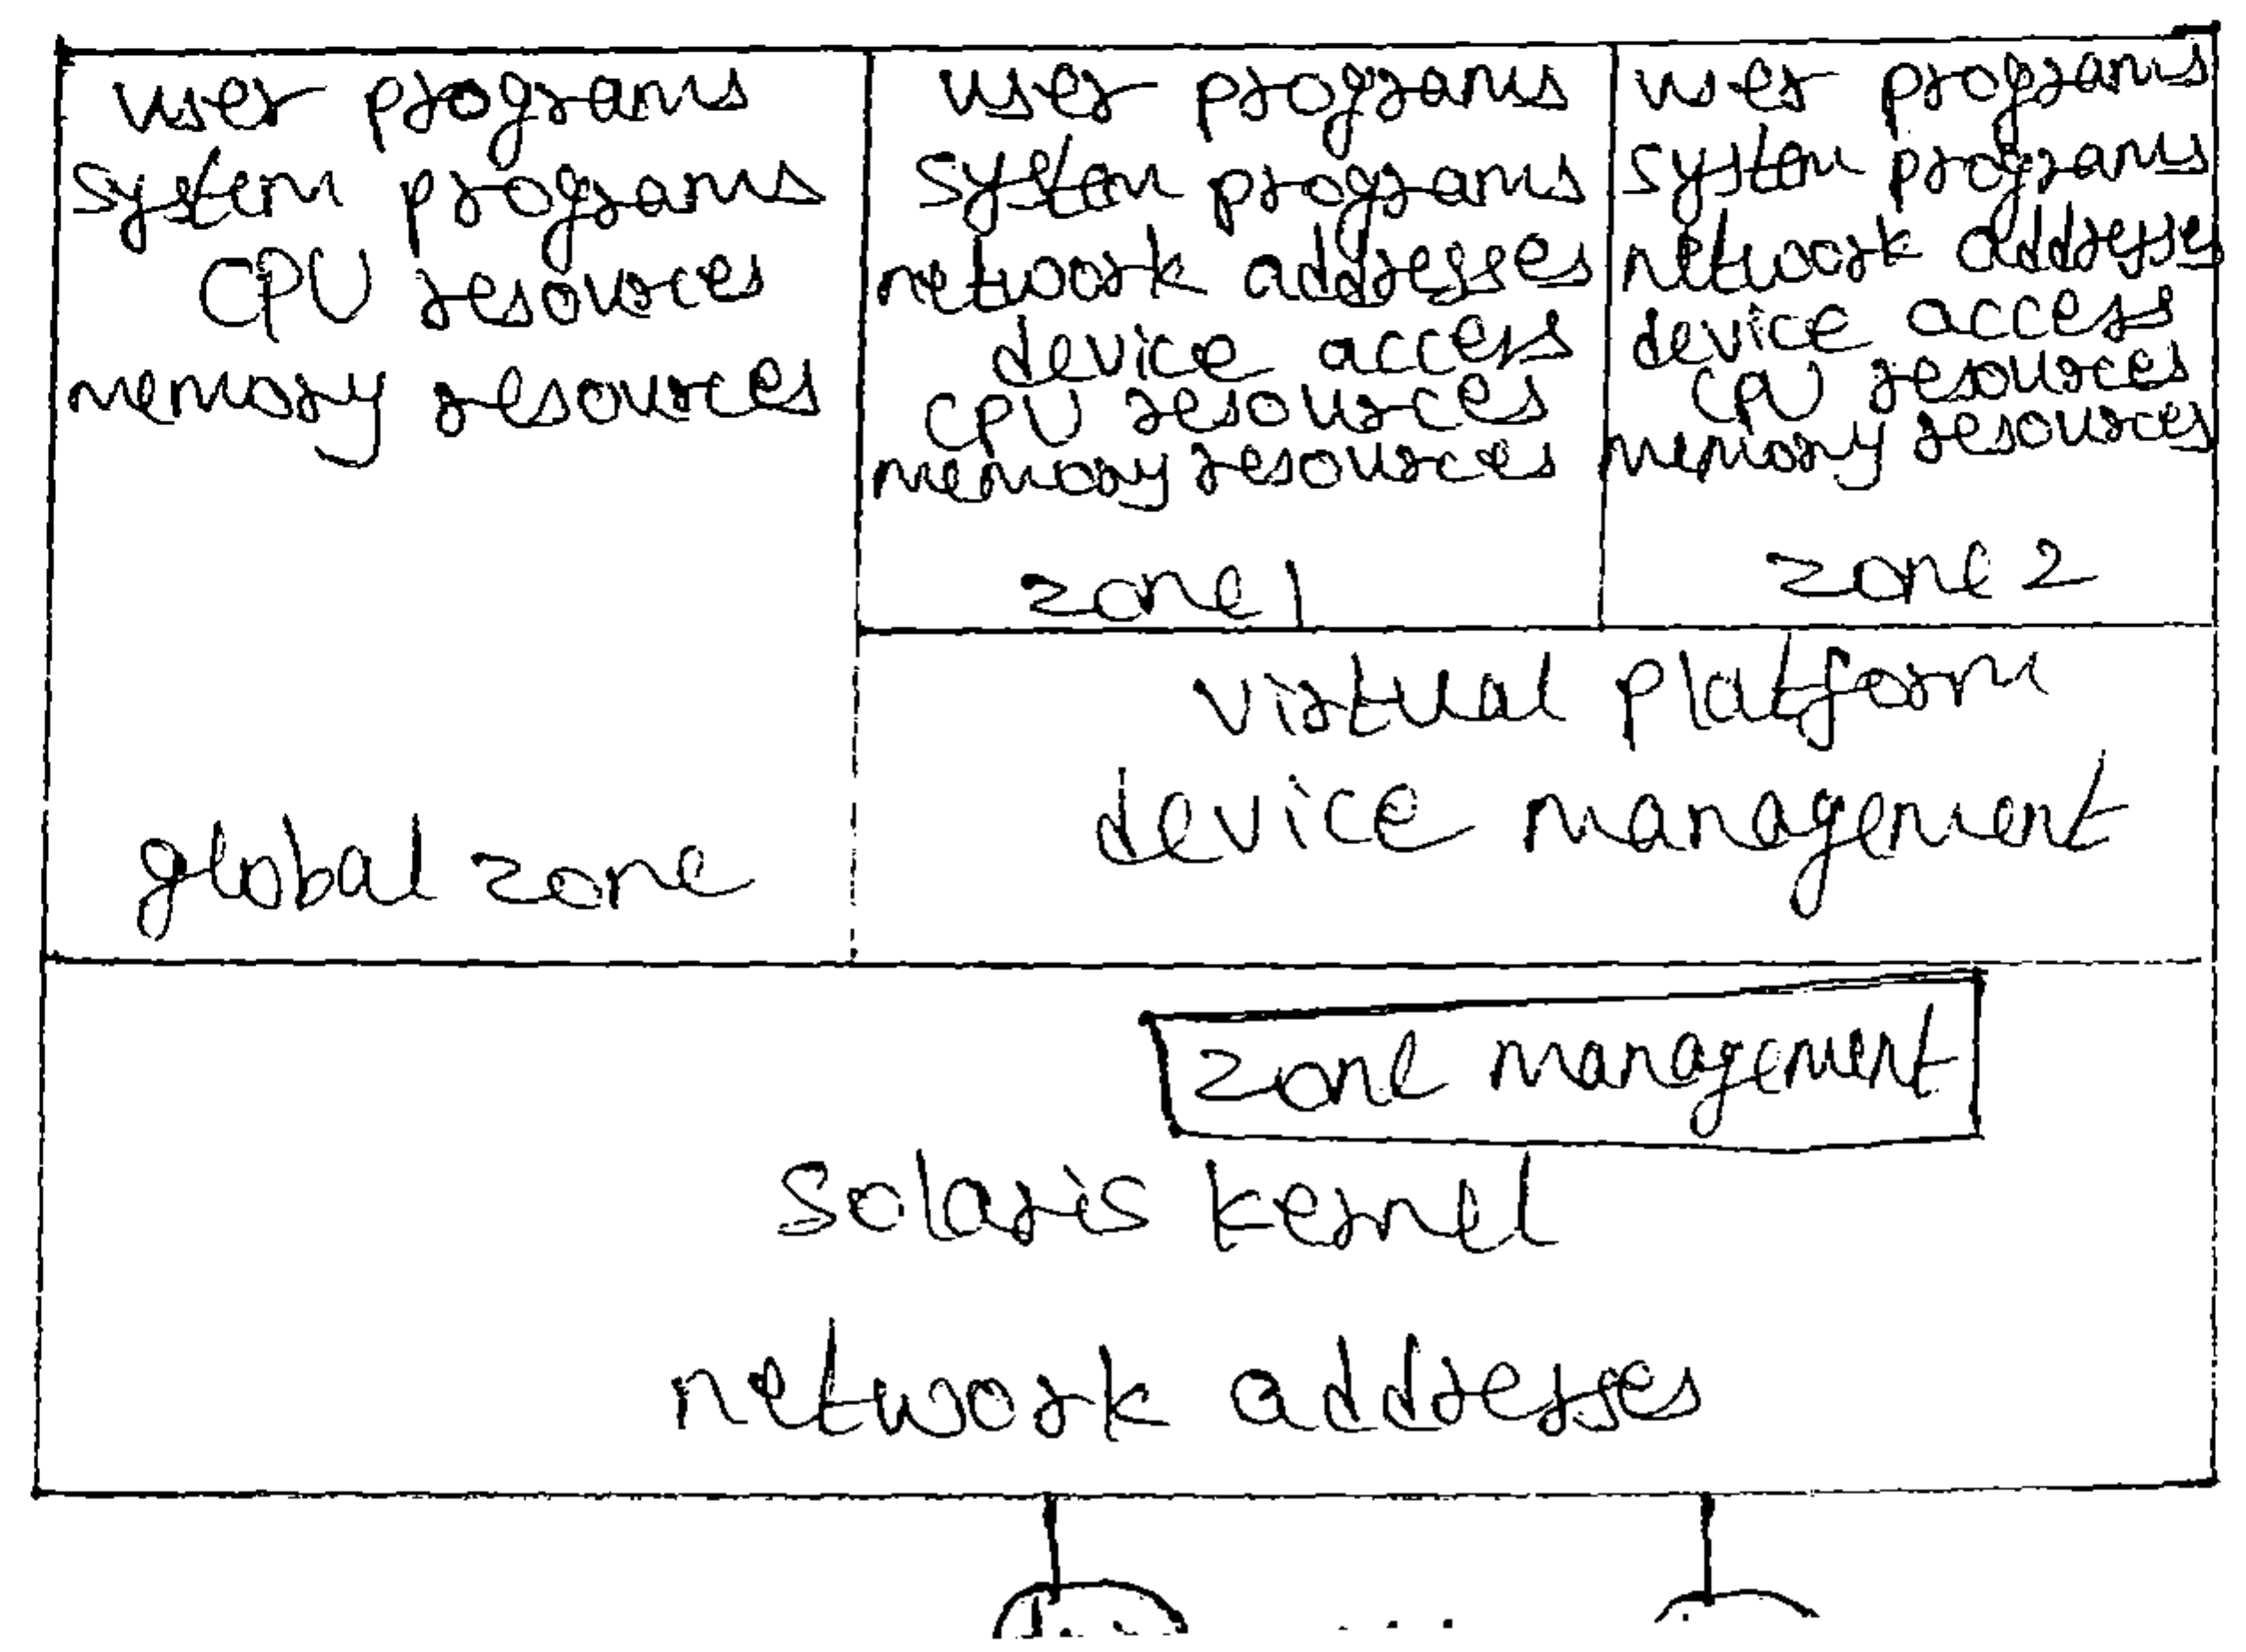 user programs
system programs
CPU resources
memory resources
global zone
user programs
system programs
network addresses
device access
CPU resources
memory resources
zone 1
user programs
system programs
network addresses
device access
CPU resources
memory resources
zone 2
virtual platform
device management
zone management
Solaris kernel
network addresses